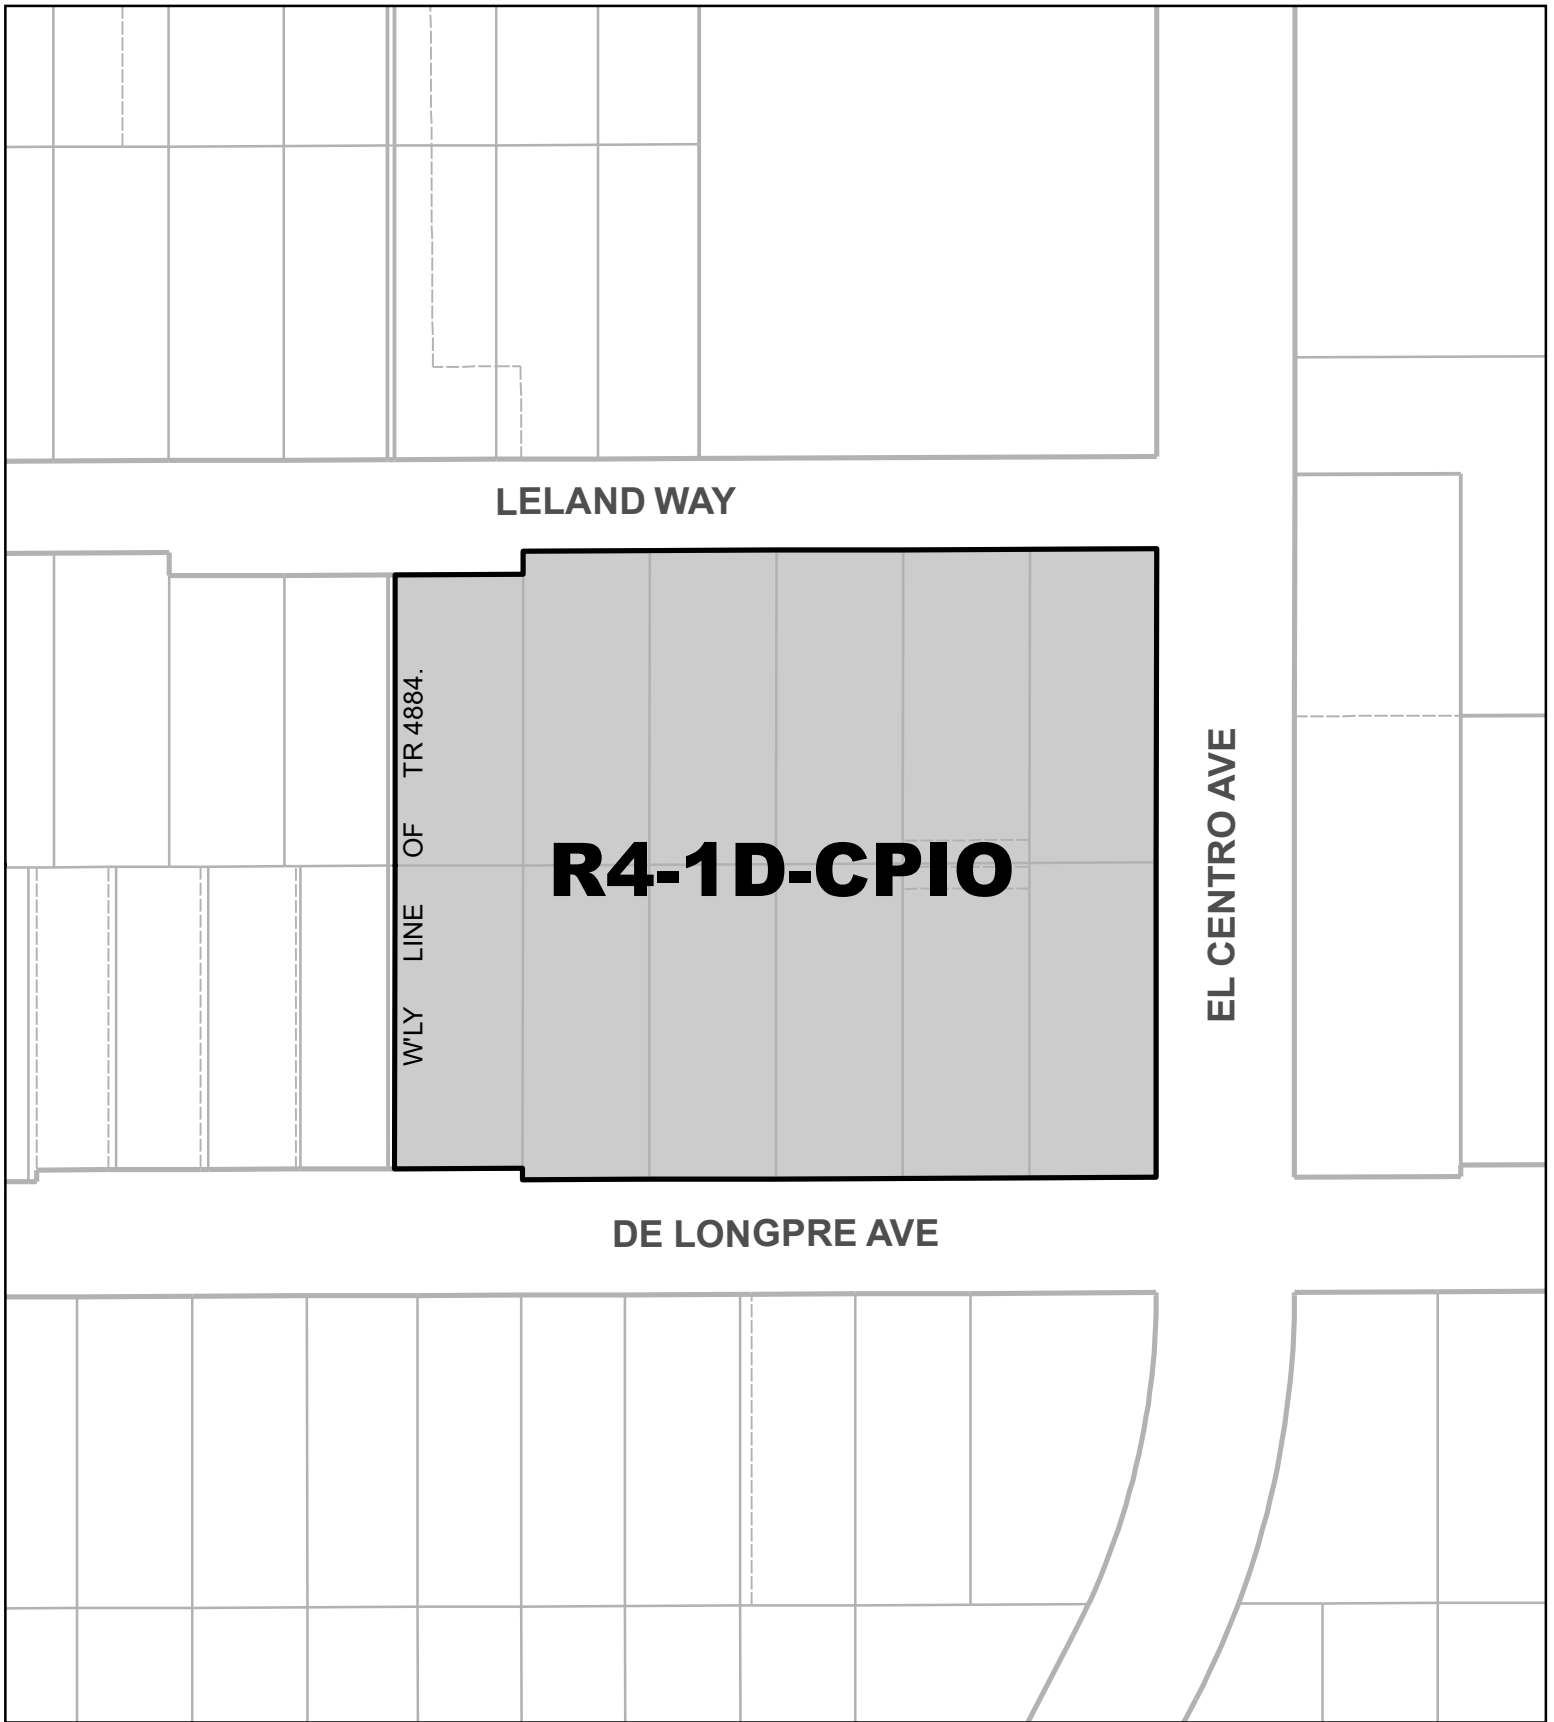 LELAND WAY
W'LY LINE OF TR 4884.
R4-1D-CPIO
EL CENTRO AVE
DE LONGPRE AVE